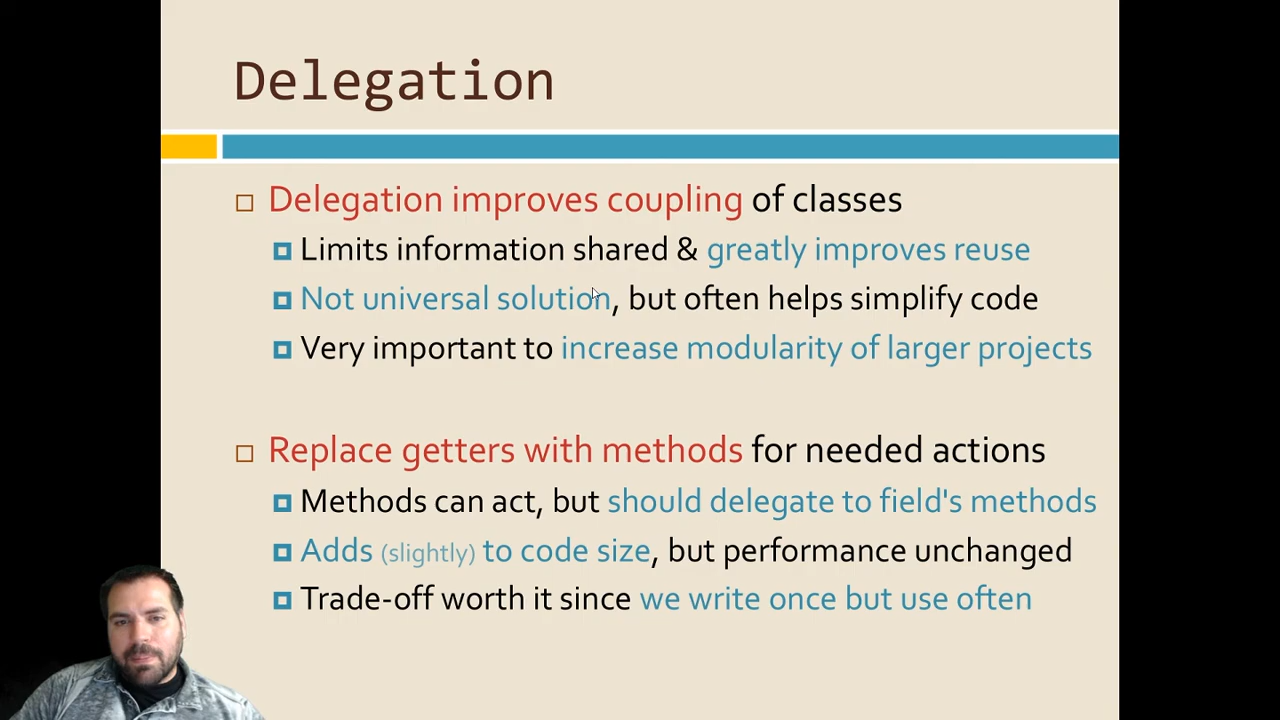 Delegation
Delegation improves coupling of classes
Limits information shared & greatly improves reuse
Not universal solution, but often helps simplify code
Very important to increase modularity of larger projects
Replace getters with methods for needed actions
Methods can act, but should delegate to field's methods
Adds (slightly) to code size, but performance unchanged
Trade-off worth it since we write once but use often